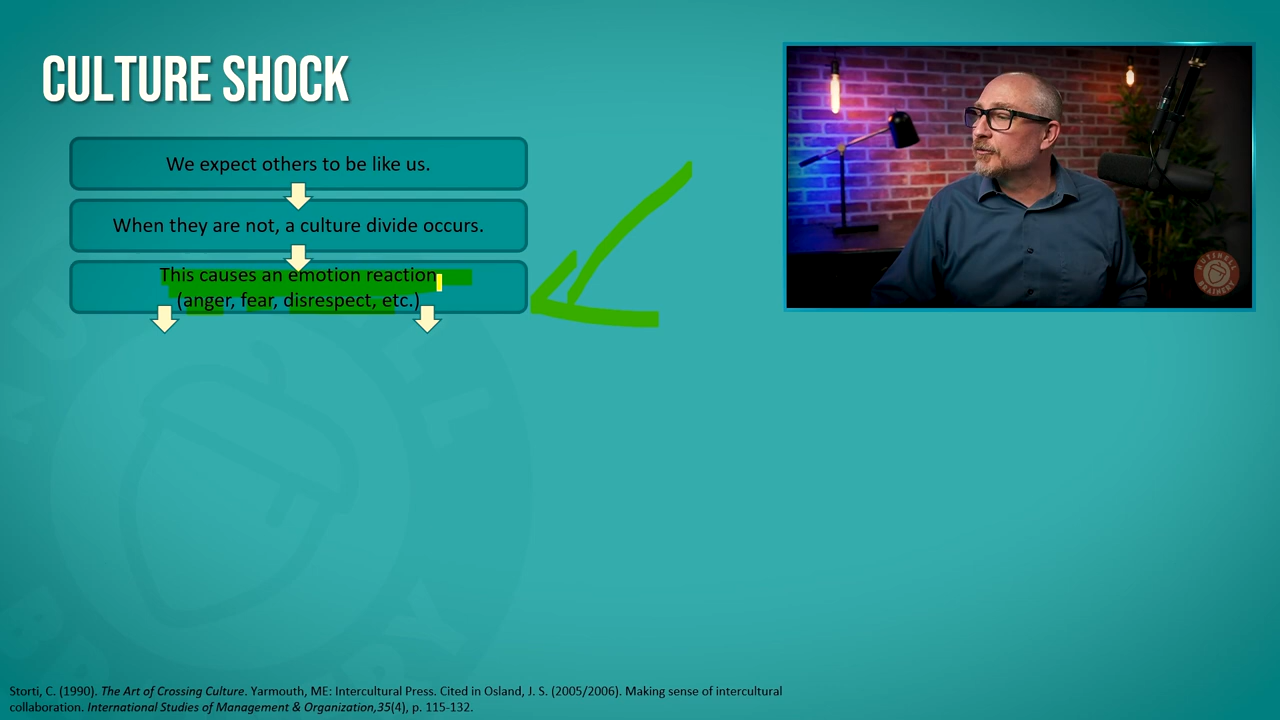 CULTURE SHOCK
We expect others to be like us.
When they are not, a culture divide occurs.
This causes an emotion reaction
(anger, fear, disrespect, etc.)
NUTSHELL
BRAINERY
Storti, C. (1990). The Art of Crossing Culture. Yarmouth, ME: Intercultural Press. Cited in Osland, J. S. (2005/2006). Making sense of intercultural
collaboration. International Studies of Management & Organization,35(4), p. 115-132.